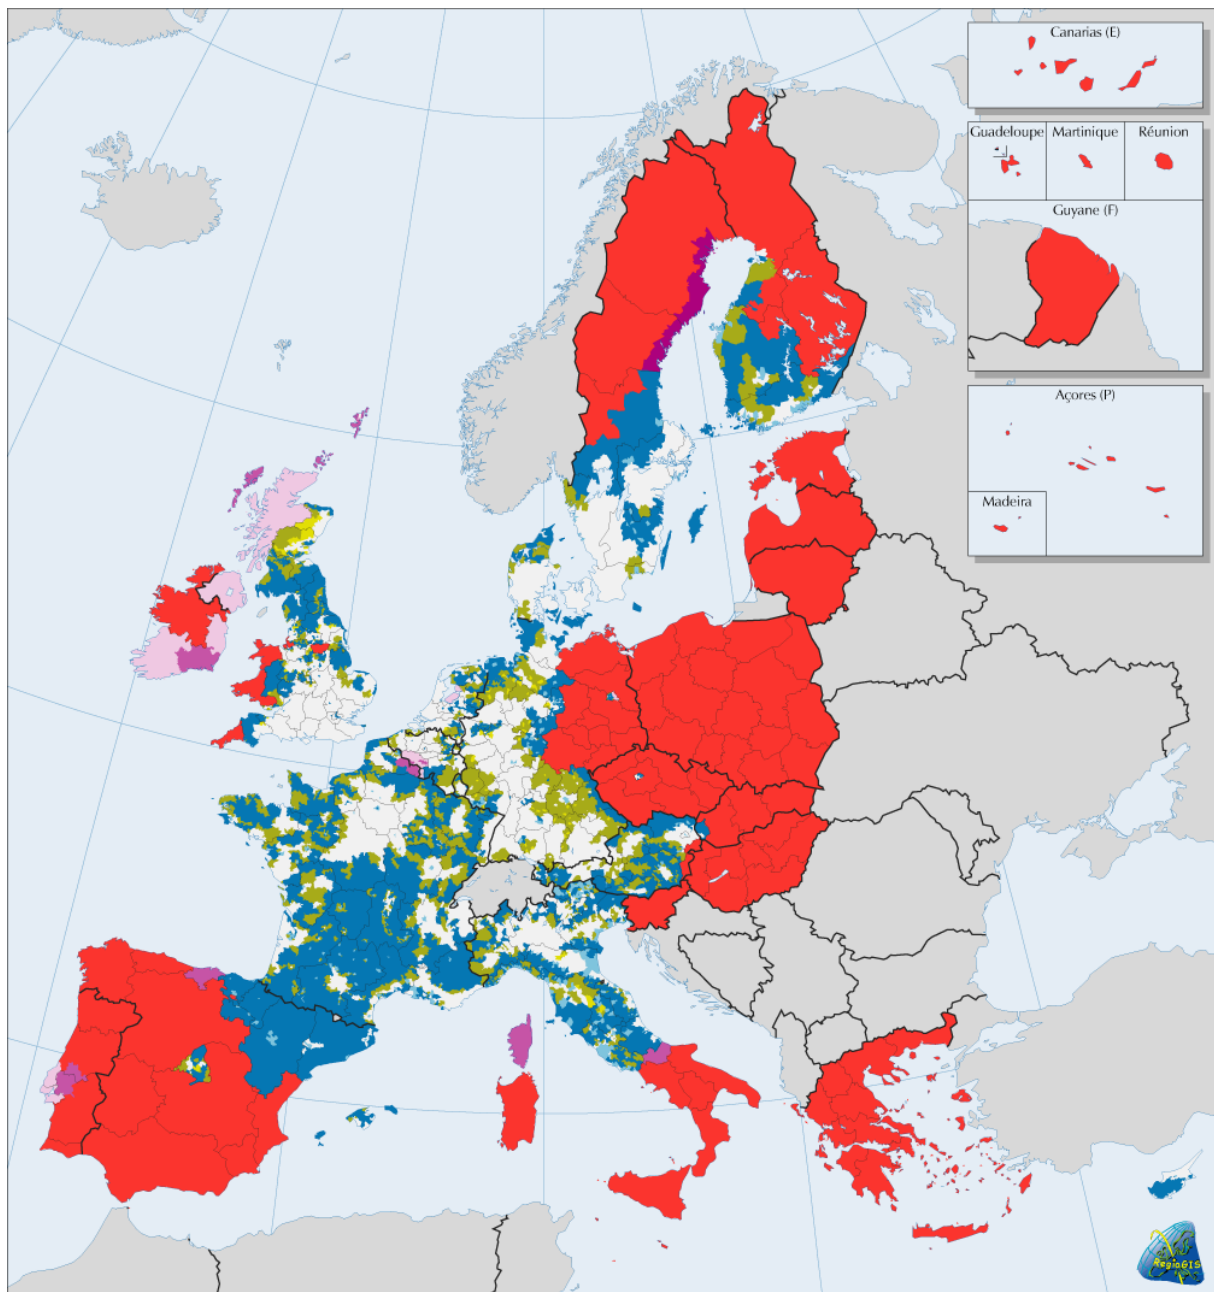 Canarias (E)
Guadeloupe
Martinique
Réunion
Guyane (F)
Açores (P)
Madeira
RegioGIS